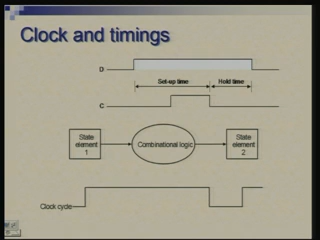 Clock and timings
D
Set-up time
Hold time
C
State
element
1
Combinational logic
State
element
2
Clock cycle